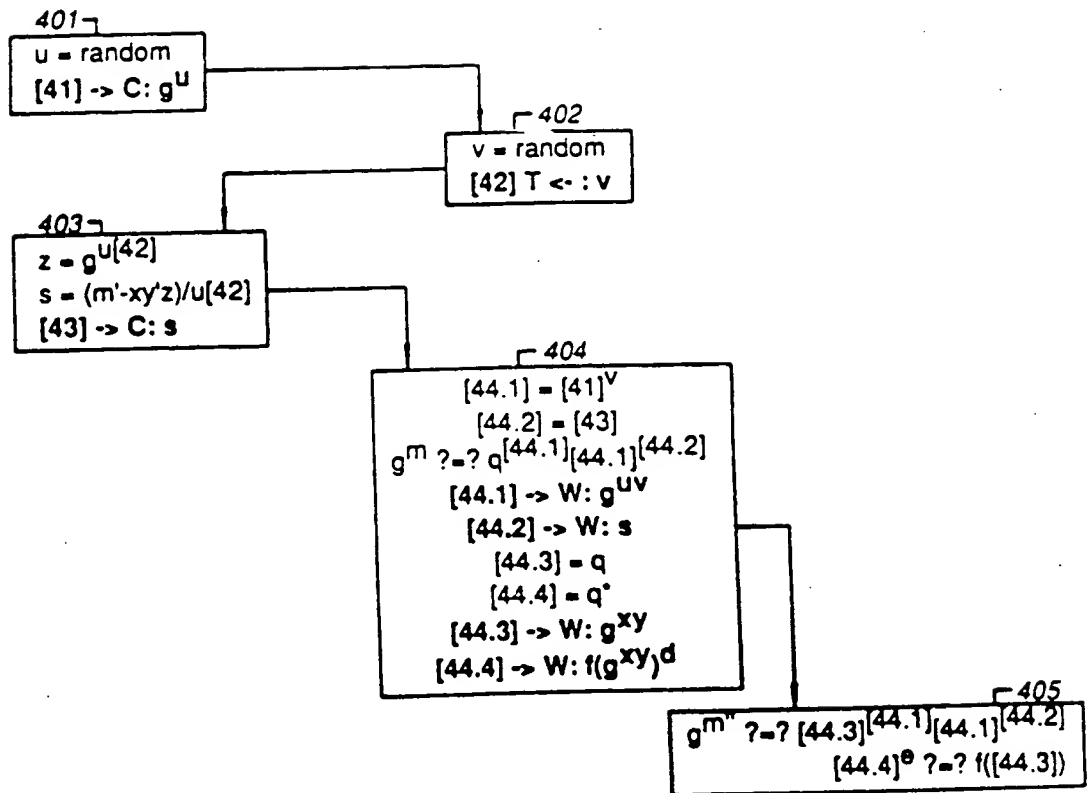 401
u = random
[41] -> C: g^u
402
v = random
[42] T <- : v
403
z = g^u[42]
s = (m'-xy'z)/u[42]
[43] -> C: s
404
[44.1] = [41]^v
[44.2] = [43]
g^m ?=? q^[44.1][44.1]^[44.2]
[44.1] -> W: g^uv
[44.2] -> W: s
[44.3] = q
[44.4] = q*
[44.3] -> W: g^xy
[44.4] -> W: f(g^xy)^d
405
g^m" ?=? [44.3]^[44.1][44.1]^[44.2]
[44.4]^e ?=? f([44.3])